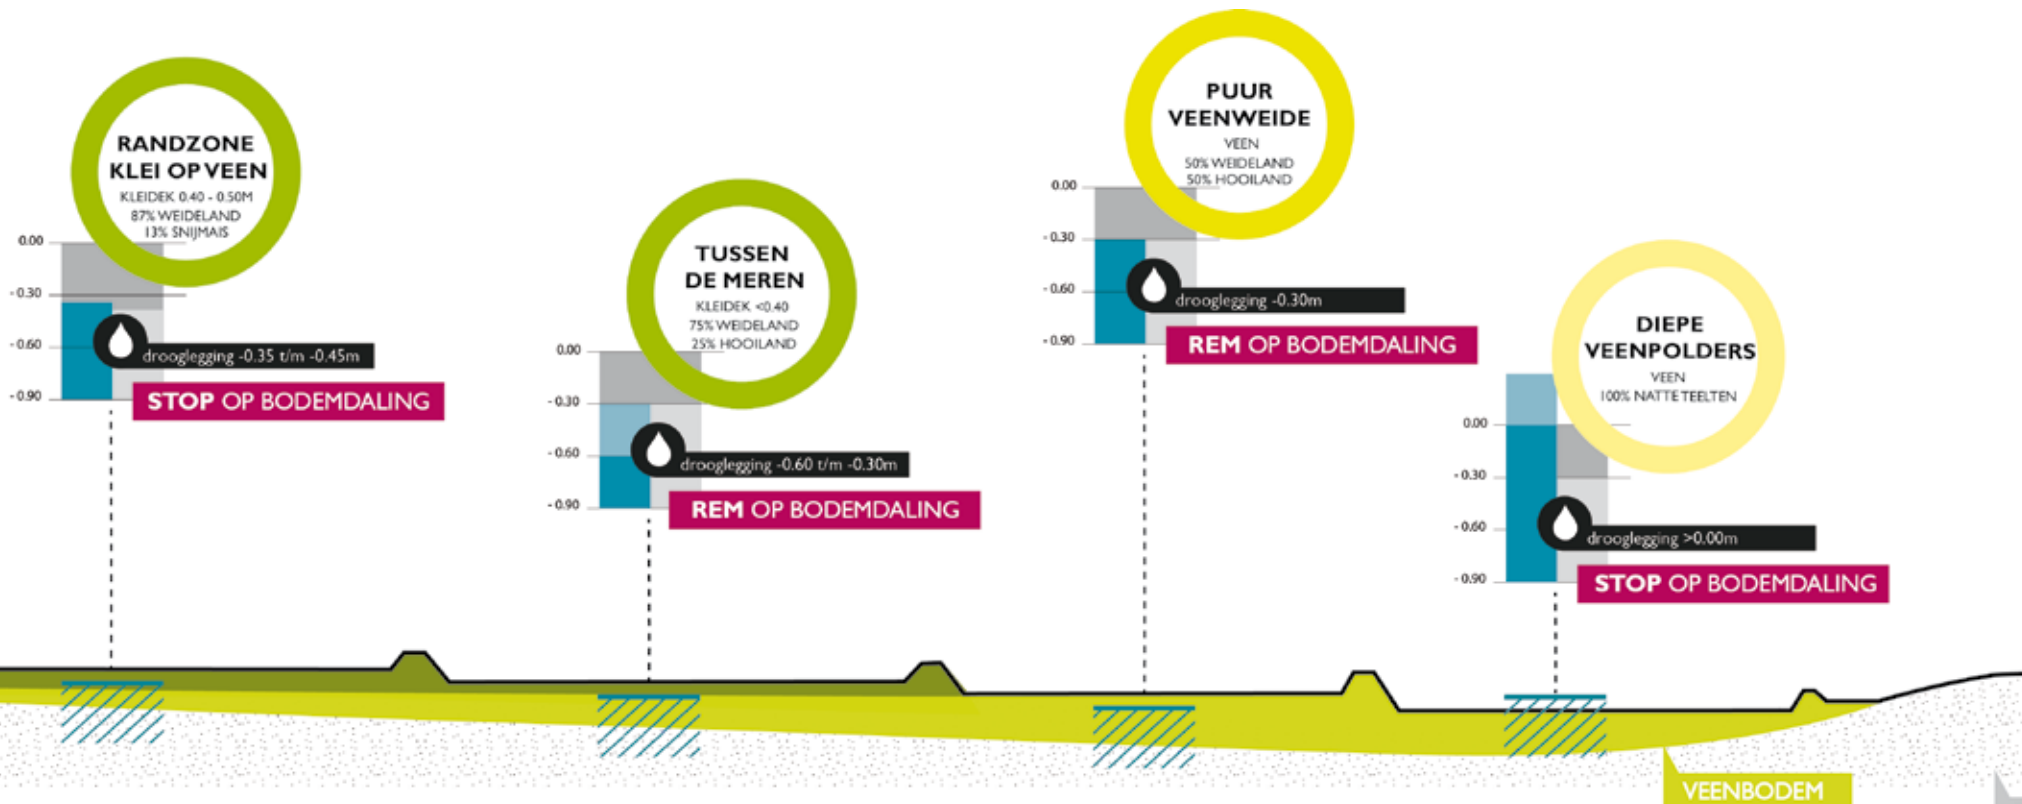 RANDZONE
KLEI OP VEEN
KLEIDEK 0.40 - 0.50M
87% WEIDELAND
13% SNIJMAIS
0.00
- 0.30
- 0.60
- 0.90
drooglegging -0.35 t/m -0.45m
STOP OP BODEMDALING
TUSSEN
DE MEREN
KLEIDEK <0.40
75% WEIDELAND
25% HOOILAND
0.00
- 0.30
- 0.60
- 0.90
drooglegging -0.60 t/m -0.30m
REM OP BODEMDALING
PUUR
VEENWEIDE
VEEN
50% WEIDELAND
50% HOOILAND
0.00
- 0.30
- 0.60
- 0.90
drooglegging -0.30m
REM OP BODEMDALING
DIEPE
VEENPOLDERS
VEEN
100% NATTE TEELTEN
0.00
- 0.30
- 0.60
- 0.90
drooglegging >0.00m
STOP OP BODEMDALING
VEENBODEM